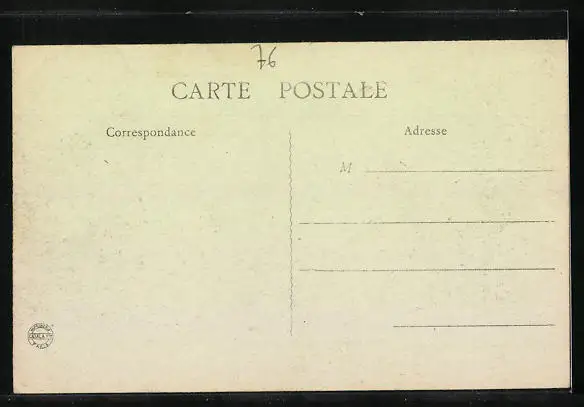 76
CARTE POSTALE
Correspondance
Adresse
M